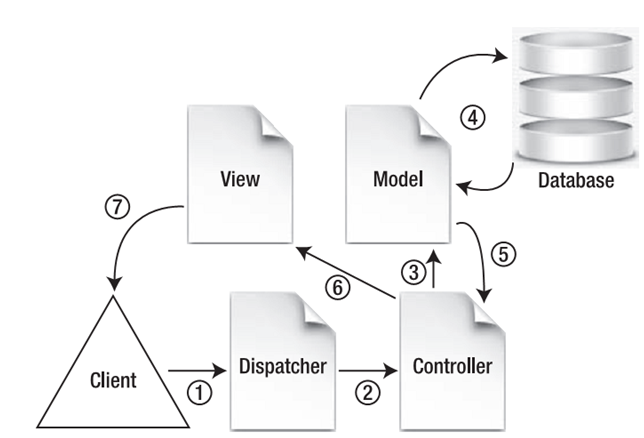 ④
View
Model
Database
⑦
⑤
③
⑥
Client
Dispatcher
Controller
①
②